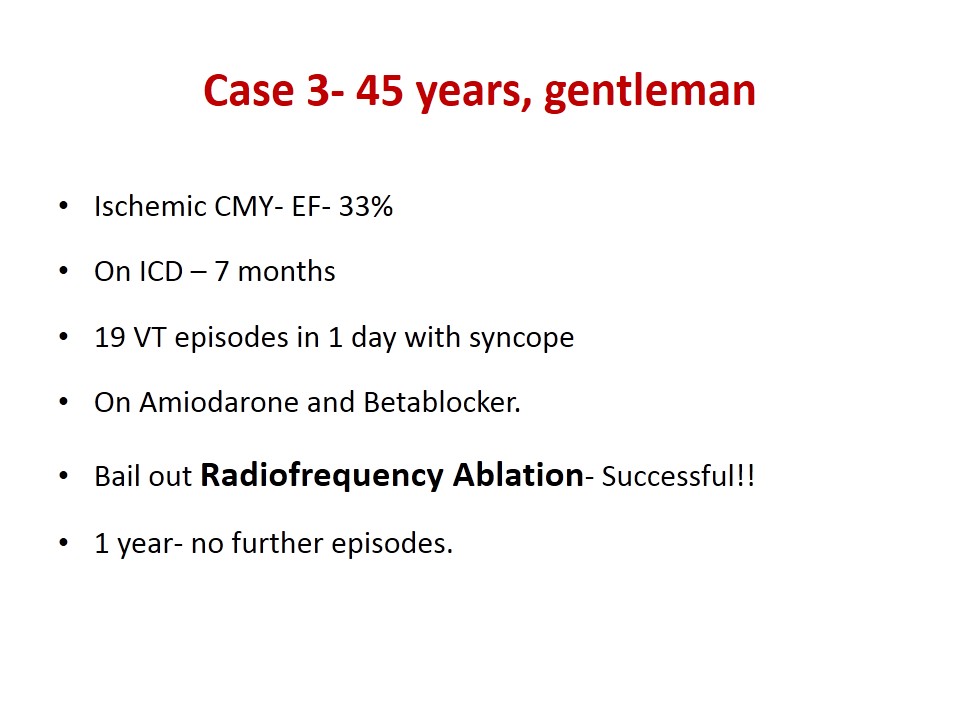 Case 3- 45 years, gentleman
• Ischemic CMY- EF- 33%
• On ICD – 7 months
• 19 VT episodes in 1 day with syncope
• On Amiodarone and Betablocker.
• Bail out Radiofrequency Ablation- Successful!!
• 1 year- no further episodes.